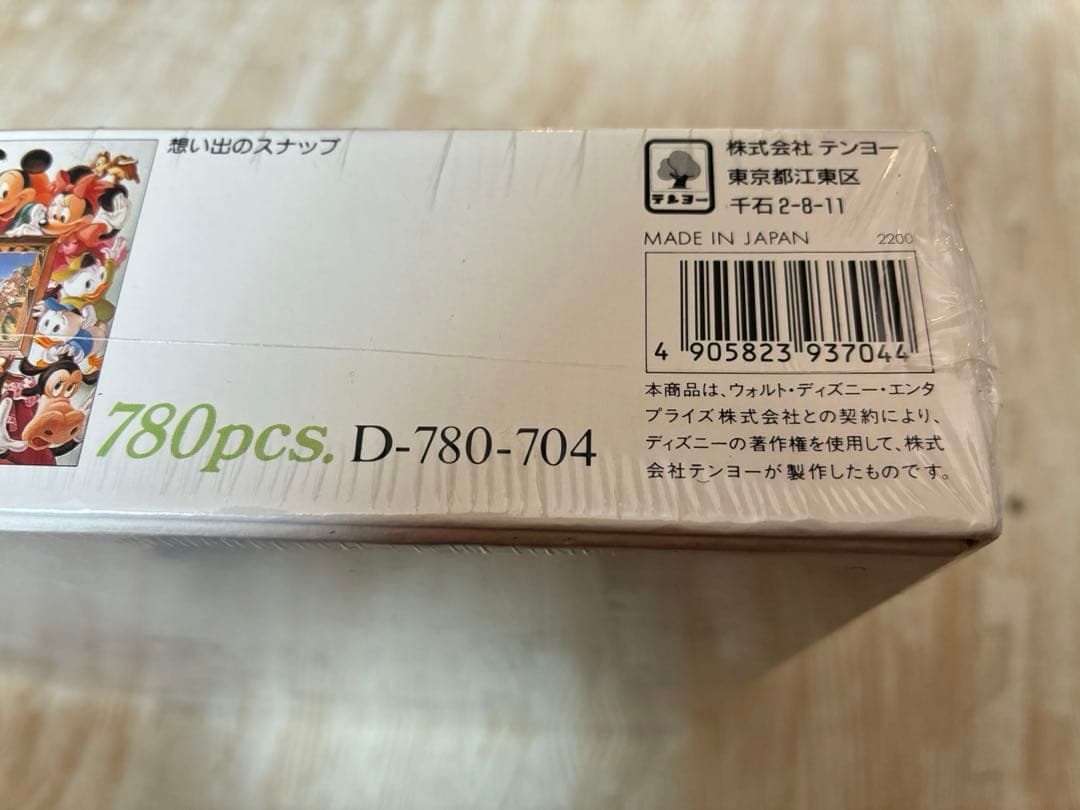 想い出のスナップ
780pcs. D-780-704
テンヨー
株式会社 テンヨー
東京都江東区
千石2-8-11
MADE IN JAPAN 2200
4 905823 937044
本商品は、ウォルト・ディズニー・エンタ
プライズ株式会社との契約により、
ディズニーの著作権を使用して、株式
会社テンヨーが製作したものです。